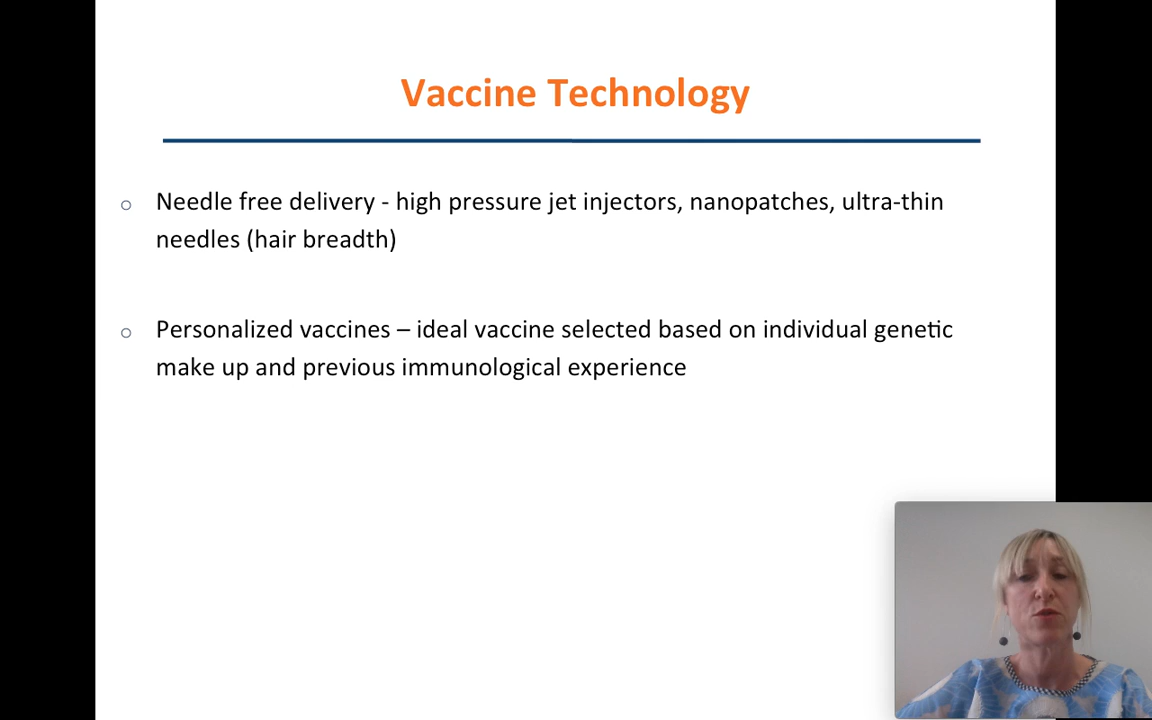 Vaccine Technology
○ Needle free delivery - high pressure jet injectors, nanopatches, ultra-thin
needles (hair breadth)
○ Personalized vaccines – ideal vaccine selected based on individual genetic
make up and previous immunological experience